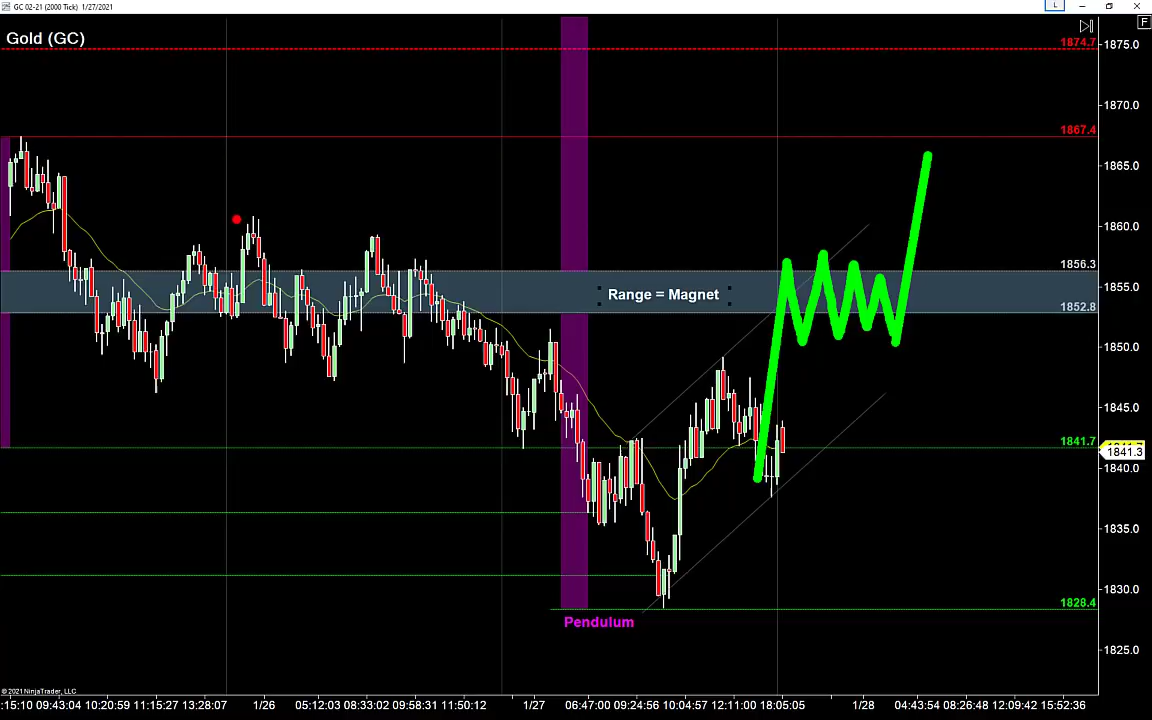 GC 02-21 (2000 Tick) 1/27/2021
L
F
Gold (GC)
1874.7
1875.0
1870.0
1867.4
1865.0
1860.0
1856.3
1855.0
Range = Magnet
1852.8
1850.0
1845.0
1841.7
1841.3
1840.0
1835.0
1830.0
1828.4
Pendulum
1825.0
© 2021 NinjaTrader, LLC
:15:10 09:43:04 10:20:59 11:15:27 13:28:07 1/26 05:12:03 08:33:02 09:58:31 11:50:12 1/27 06:47:00 09:24:56 10:04:57 12:11:00 18:05:05 1/28 04:43:54 08:26:48 12:09:42 15:52:36